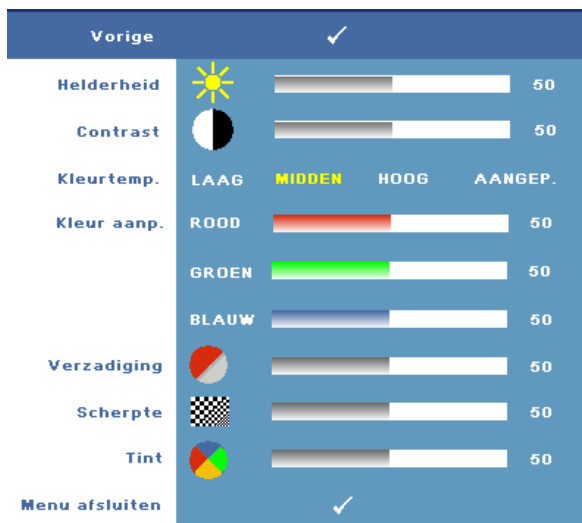 Vorige
Helderheid 50
Contrast 50
Kleurtemp. LAAG MIDDEN HOOG AANGEP.
Kleur aanp. ROOD 50
GROEN 50
BLAUW 50
Verzadiging 50
Scherpte 50
Tint 50
Menu afsluiten